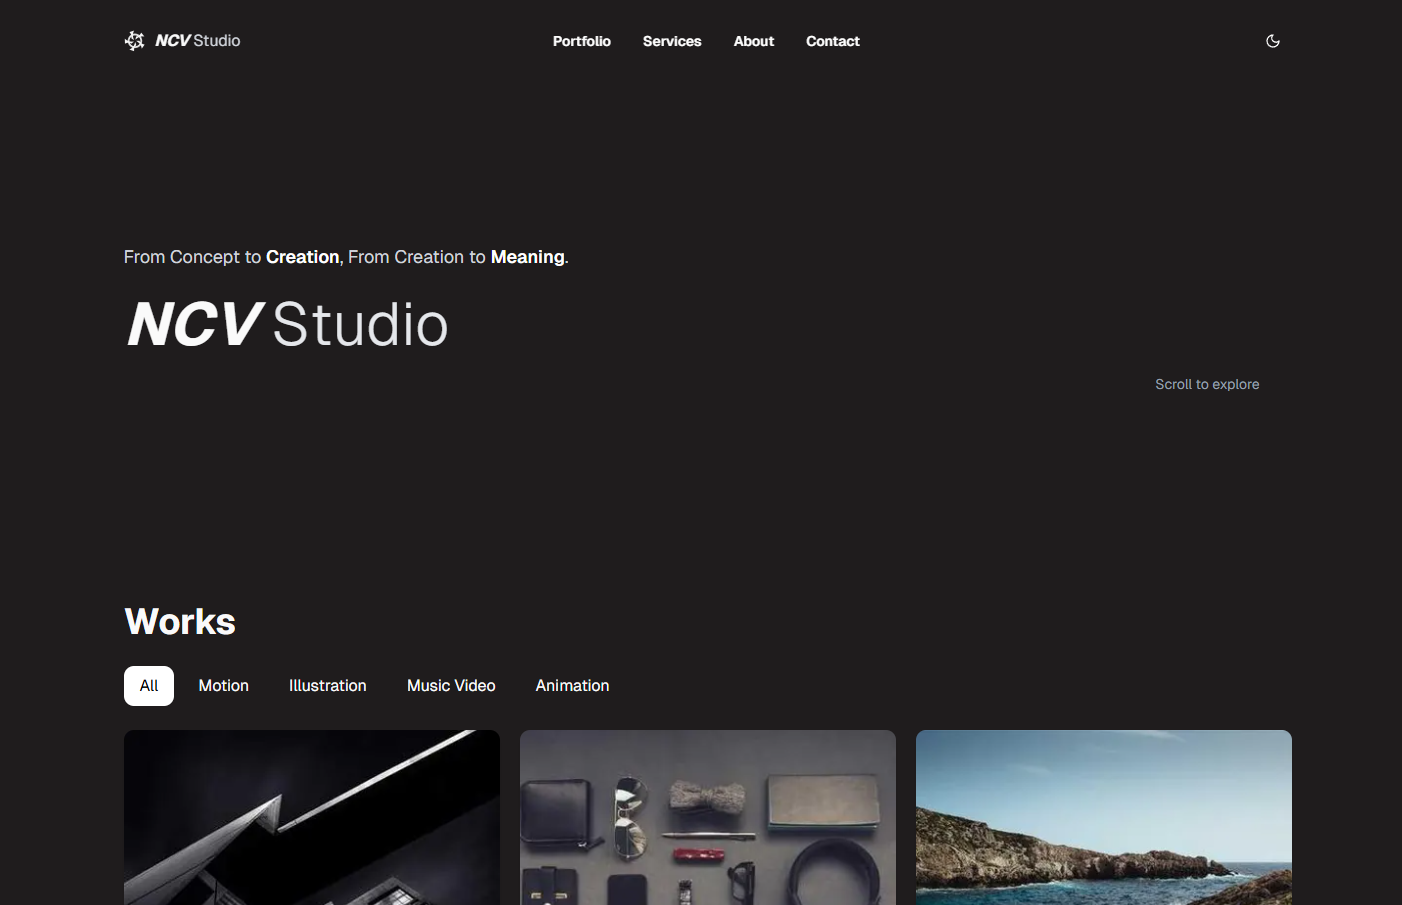 NCV Studio
Portfolio Services About Contact
From Concept to Creation, From Creation to Meaning.
NCV Studio
Scroll to explore
Works
All Motion Illustration Music Video Animation